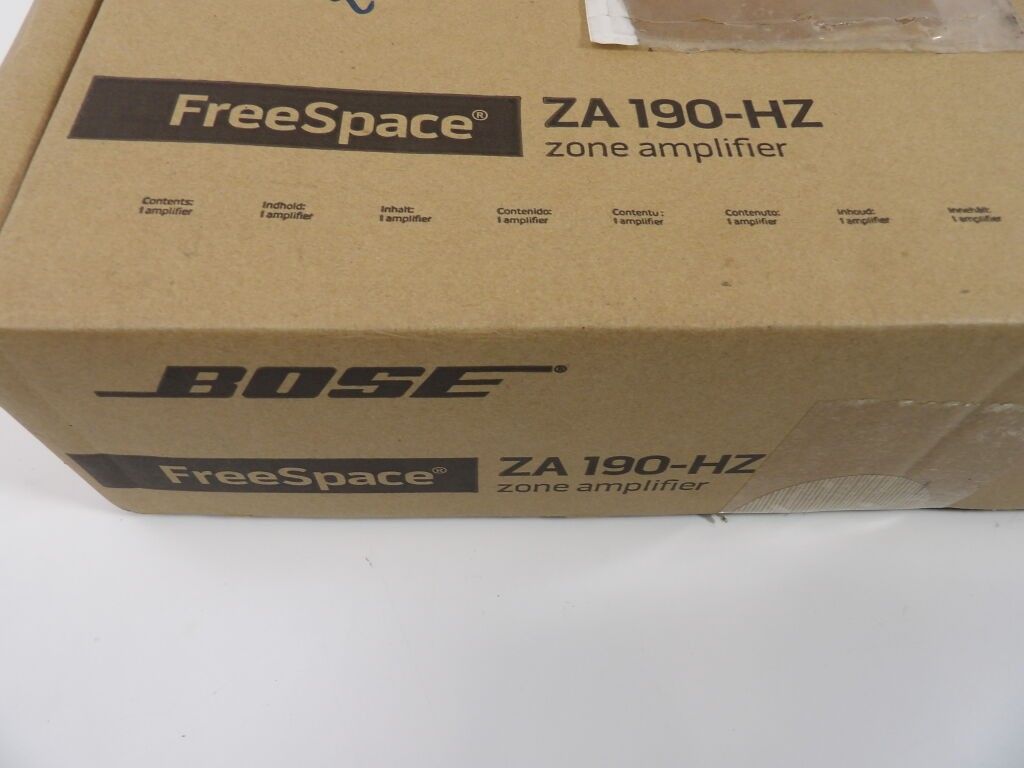 FreeSpace® ZA 190-HZ
zone amplifier
Contents: Indhold: Inhalt: Contenido: Contenu : Contenuto: Inhoud: Innehåll:
1 amplifier 1 amplifier 1 amplifier 1 amplifier 1 amplifier 1 amplifier 1 amplifier 1 amplifier
BOSE®
FreeSpace® ZA 190-HZ
zone amplifier